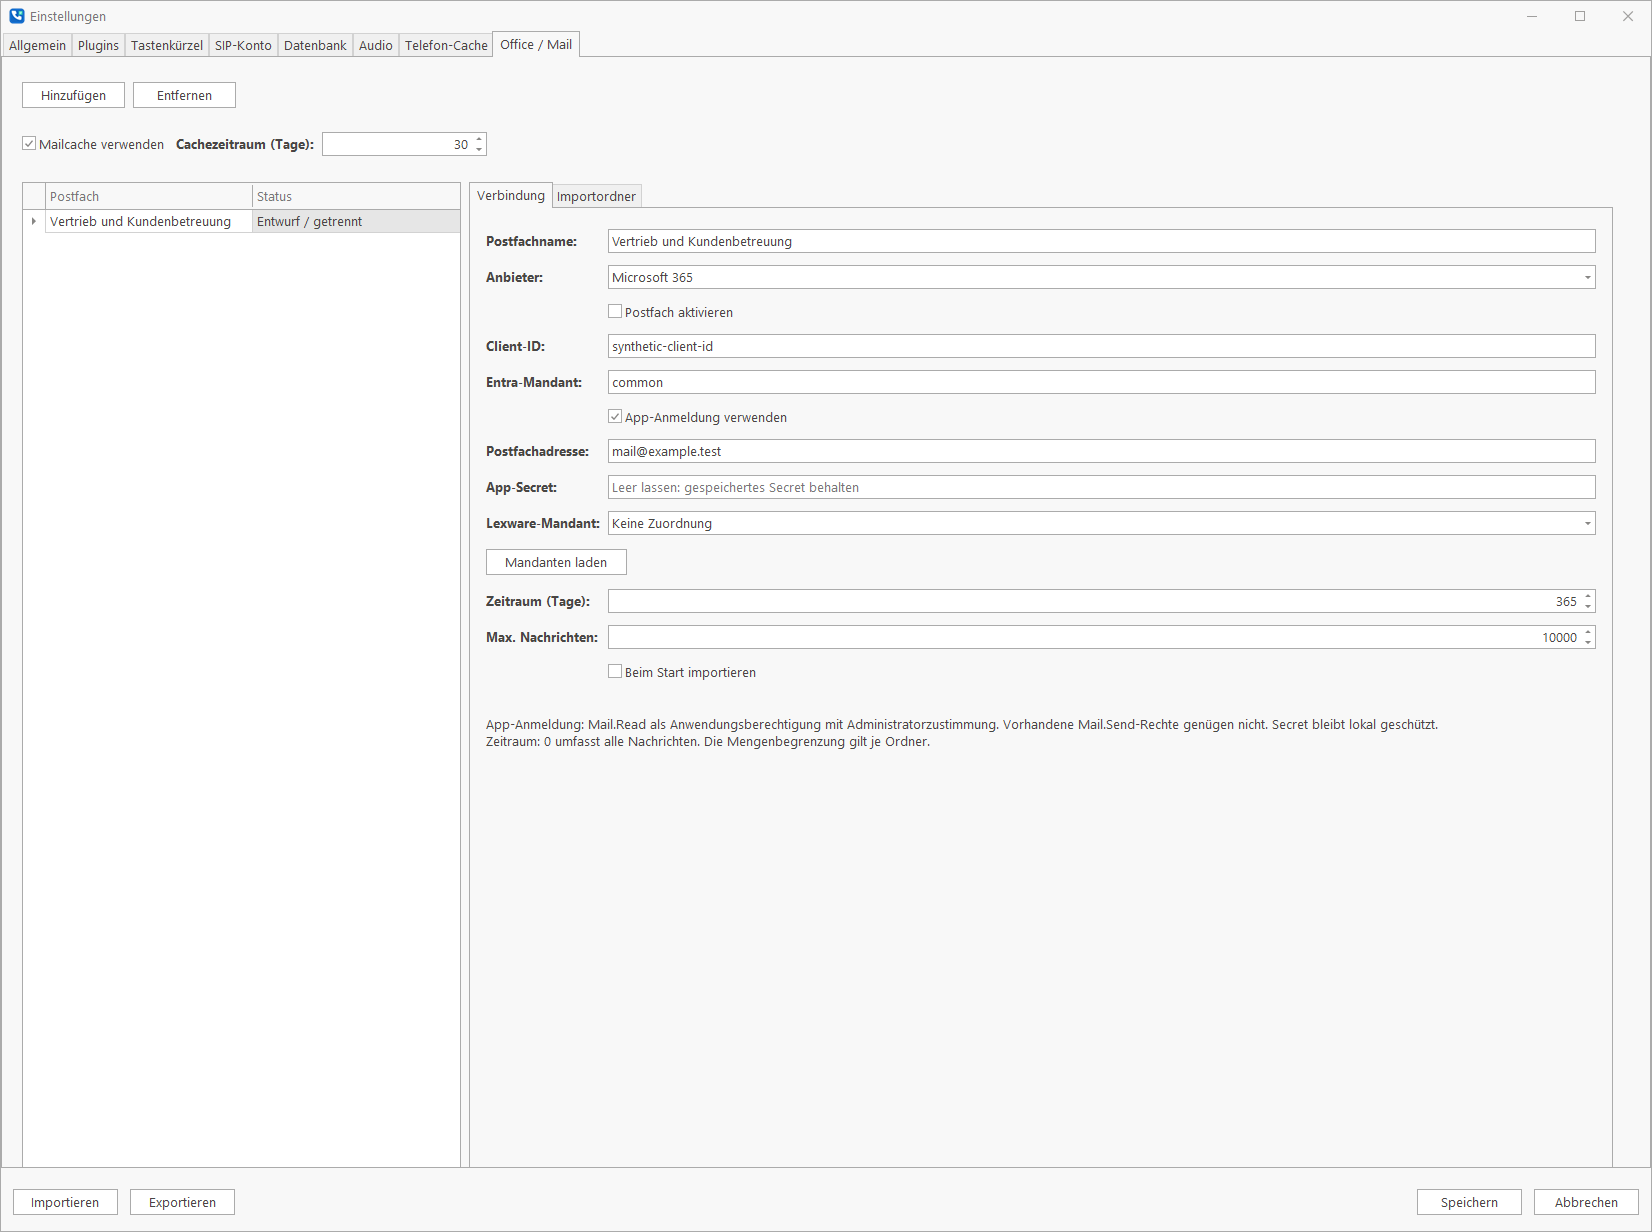 Einstellungen
Allgemein Plugins Tastenkürzel SIP-Konto Datenbank Audio Telefon-Cache Office / Mail
Hinzufügen Entfernen
Mailcache verwenden Cachezeitraum (Tage): 30
Postfach Status
Vertrieb und Kundenbetreuung Entwurf / getrennt
Verbindung Importordner
Postfachname: Vertrieb und Kundenbetreuung
Anbieter: Microsoft 365
Postfach aktivieren
Client-ID: synthetic-client-id
Entra-Mandant: common
App-Anmeldung verwenden
Postfachadresse: mail@example.test
App-Secret: Leer lassen: gespeichertes Secret behalten
Lexware-Mandant: Keine Zuordnung
Mandanten laden
Zeitraum (Tage): 365
Max. Nachrichten: 10000
Beim Start importieren
App-Anmeldung: Mail.Read als Anwendungsberechtigung mit Administratorzustimmung. Vorhandene Mail.Send-Rechte genügen nicht. Secret bleibt lokal geschützt.
Zeitraum: 0 umfasst alle Nachrichten. Die Mengenbegrenzung gilt je Ordner.
Importieren Exportieren Speichern Abbrechen